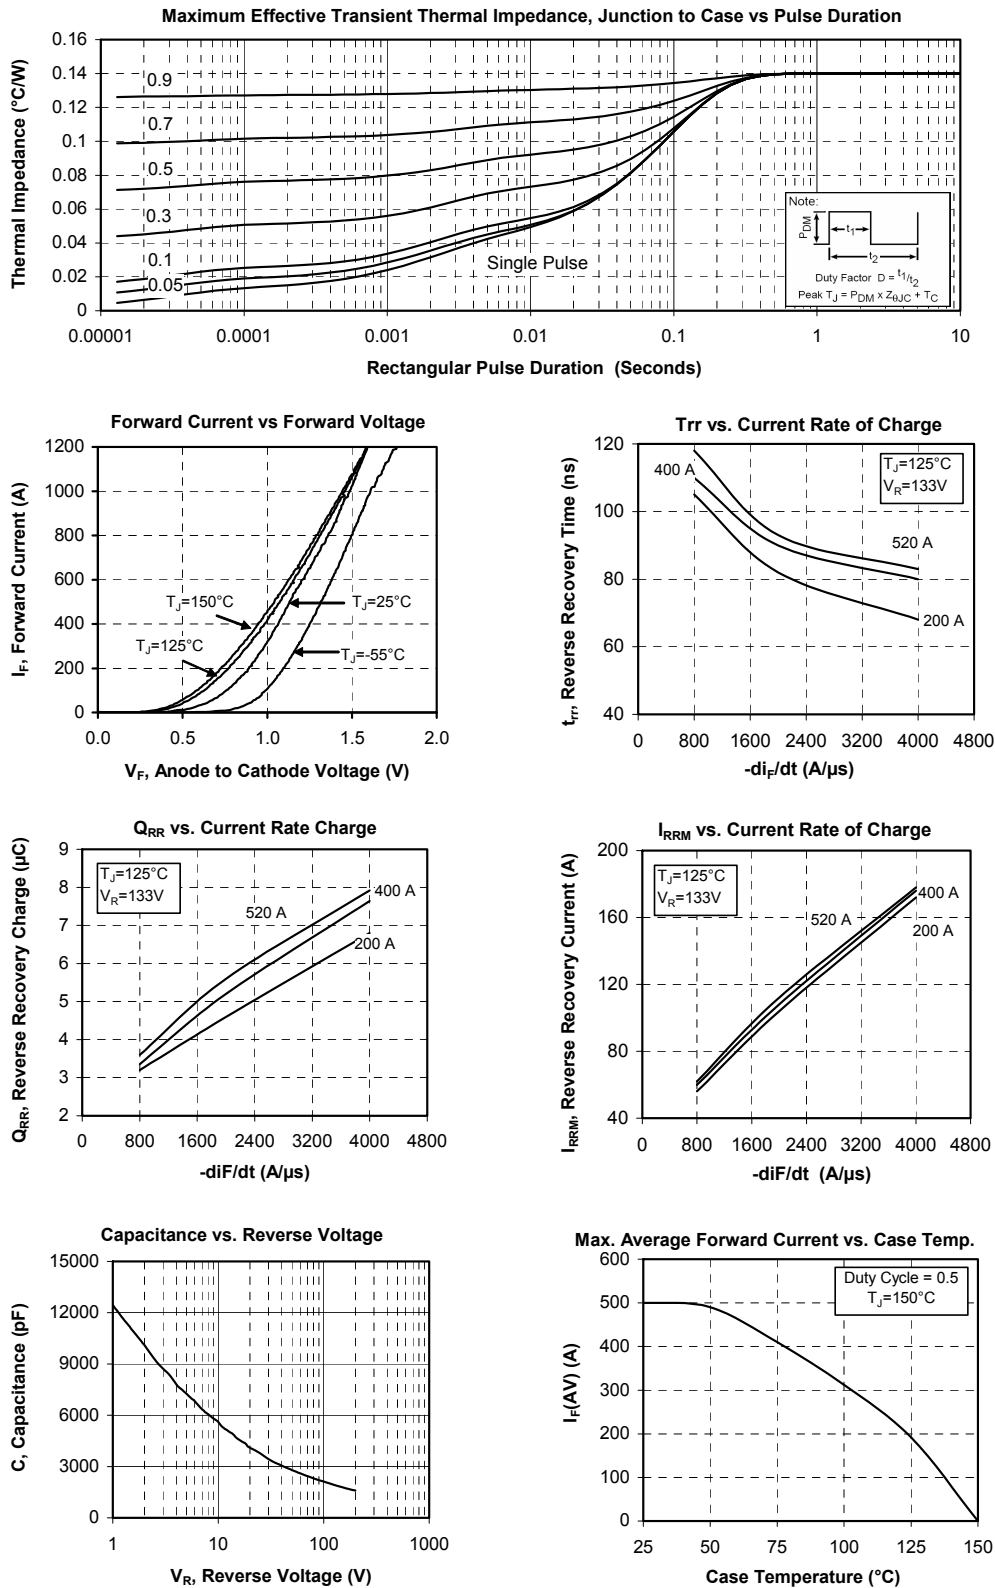 Maximum Effective Transient Thermal Impedance, Junction to Case vs Pulse Duration
Thermal Impedance (°C/W)
0.16
0.14
0.12
0.1
0.08
0.06
0.04
0.02
0
0.9
0.7
0.5
0.3
0.1
0.05
Single Pulse
Note:
PDM
t1
t2
Duty Factor D = t1/t2
Peak TJ = PDM x ZθJC + TC
0.00001
0.0001
0.001
0.01
0.1
1
10
Rectangular Pulse Duration (Seconds)
Forward Current vs Forward Voltage
IF, Forward Current (A)
1200
1000
800
600
400
200
0
TJ=150°C
TJ=25°C
TJ=125°C
TJ=-55°C
0.0
0.5
1.0
1.5
2.0
VF, Anode to Cathode Voltage (V)
Trr vs. Current Rate of Charge
trr, Reverse Recovery Time (ns)
120
100
80
60
40
TJ=125°C
VR=133V
400 A
520 A
200 A
0
800
1600
2400
3200
4000
4800
-diF/dt (A/µs)
QRR vs. Current Rate Charge
QRR, Reverse Recovery Charge (µC)
9
8
7
6
5
4
3
2
TJ=125°C
VR=133V
400 A
520 A
200 A
0
800
1600
2400
3200
4000
4800
-diF/dt (A/µs)
IRRM vs. Current Rate of Charge
IRRM, Reverse Recovery Current (A)
200
160
120
80
40
TJ=125°C
VR=133V
400 A
520 A
200 A
0
800
1600
2400
3200
4000
4800
-diF/dt (A/µs)
Capacitance vs. Reverse Voltage
C, Capacitance (pF)
15000
12000
9000
6000
3000
0
1
10
100
1000
VR, Reverse Voltage (V)
Max. Average Forward Current vs. Case Temp.
IF(AV) (A)
600
500
400
300
200
100
0
Duty Cycle = 0.5
TJ=150°C
25
50
75
100
125
150
Case Temperature (°C)